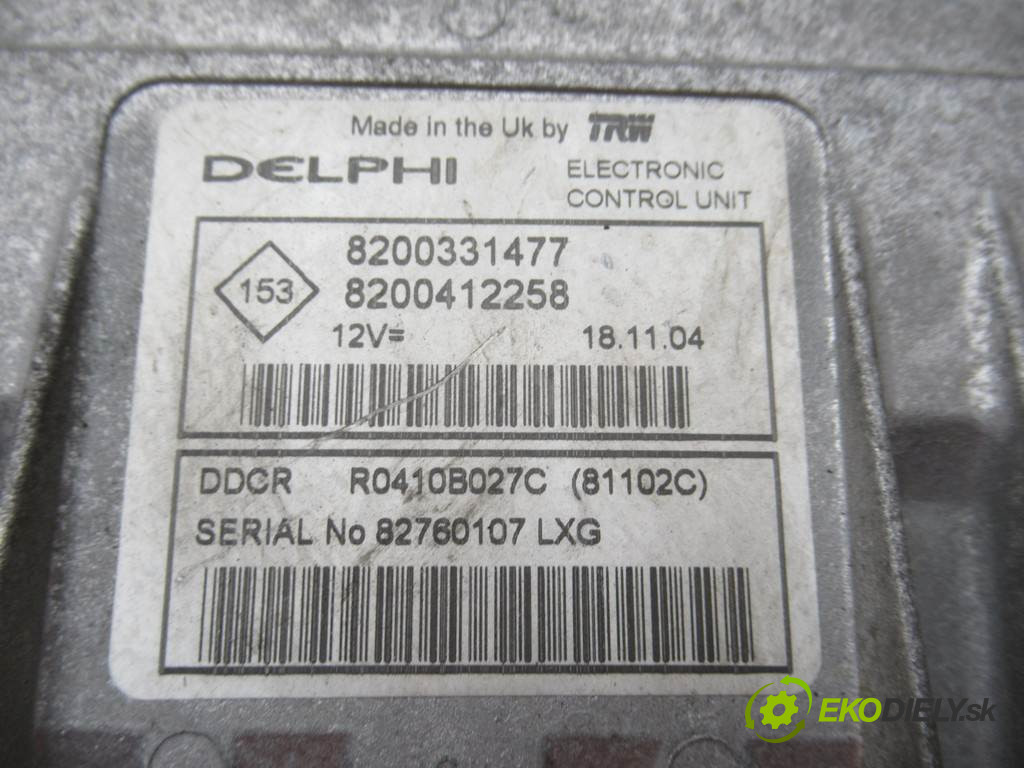 Made in the Uk by TRW
DELPHI
ELECTRONIC
CONTROL UNIT
153
8200331477
8200412258
12V= 18.11.04
DDCR R0410B027C (81102C)
SERIAL No 82760107 LXG
EKODIELY.sk